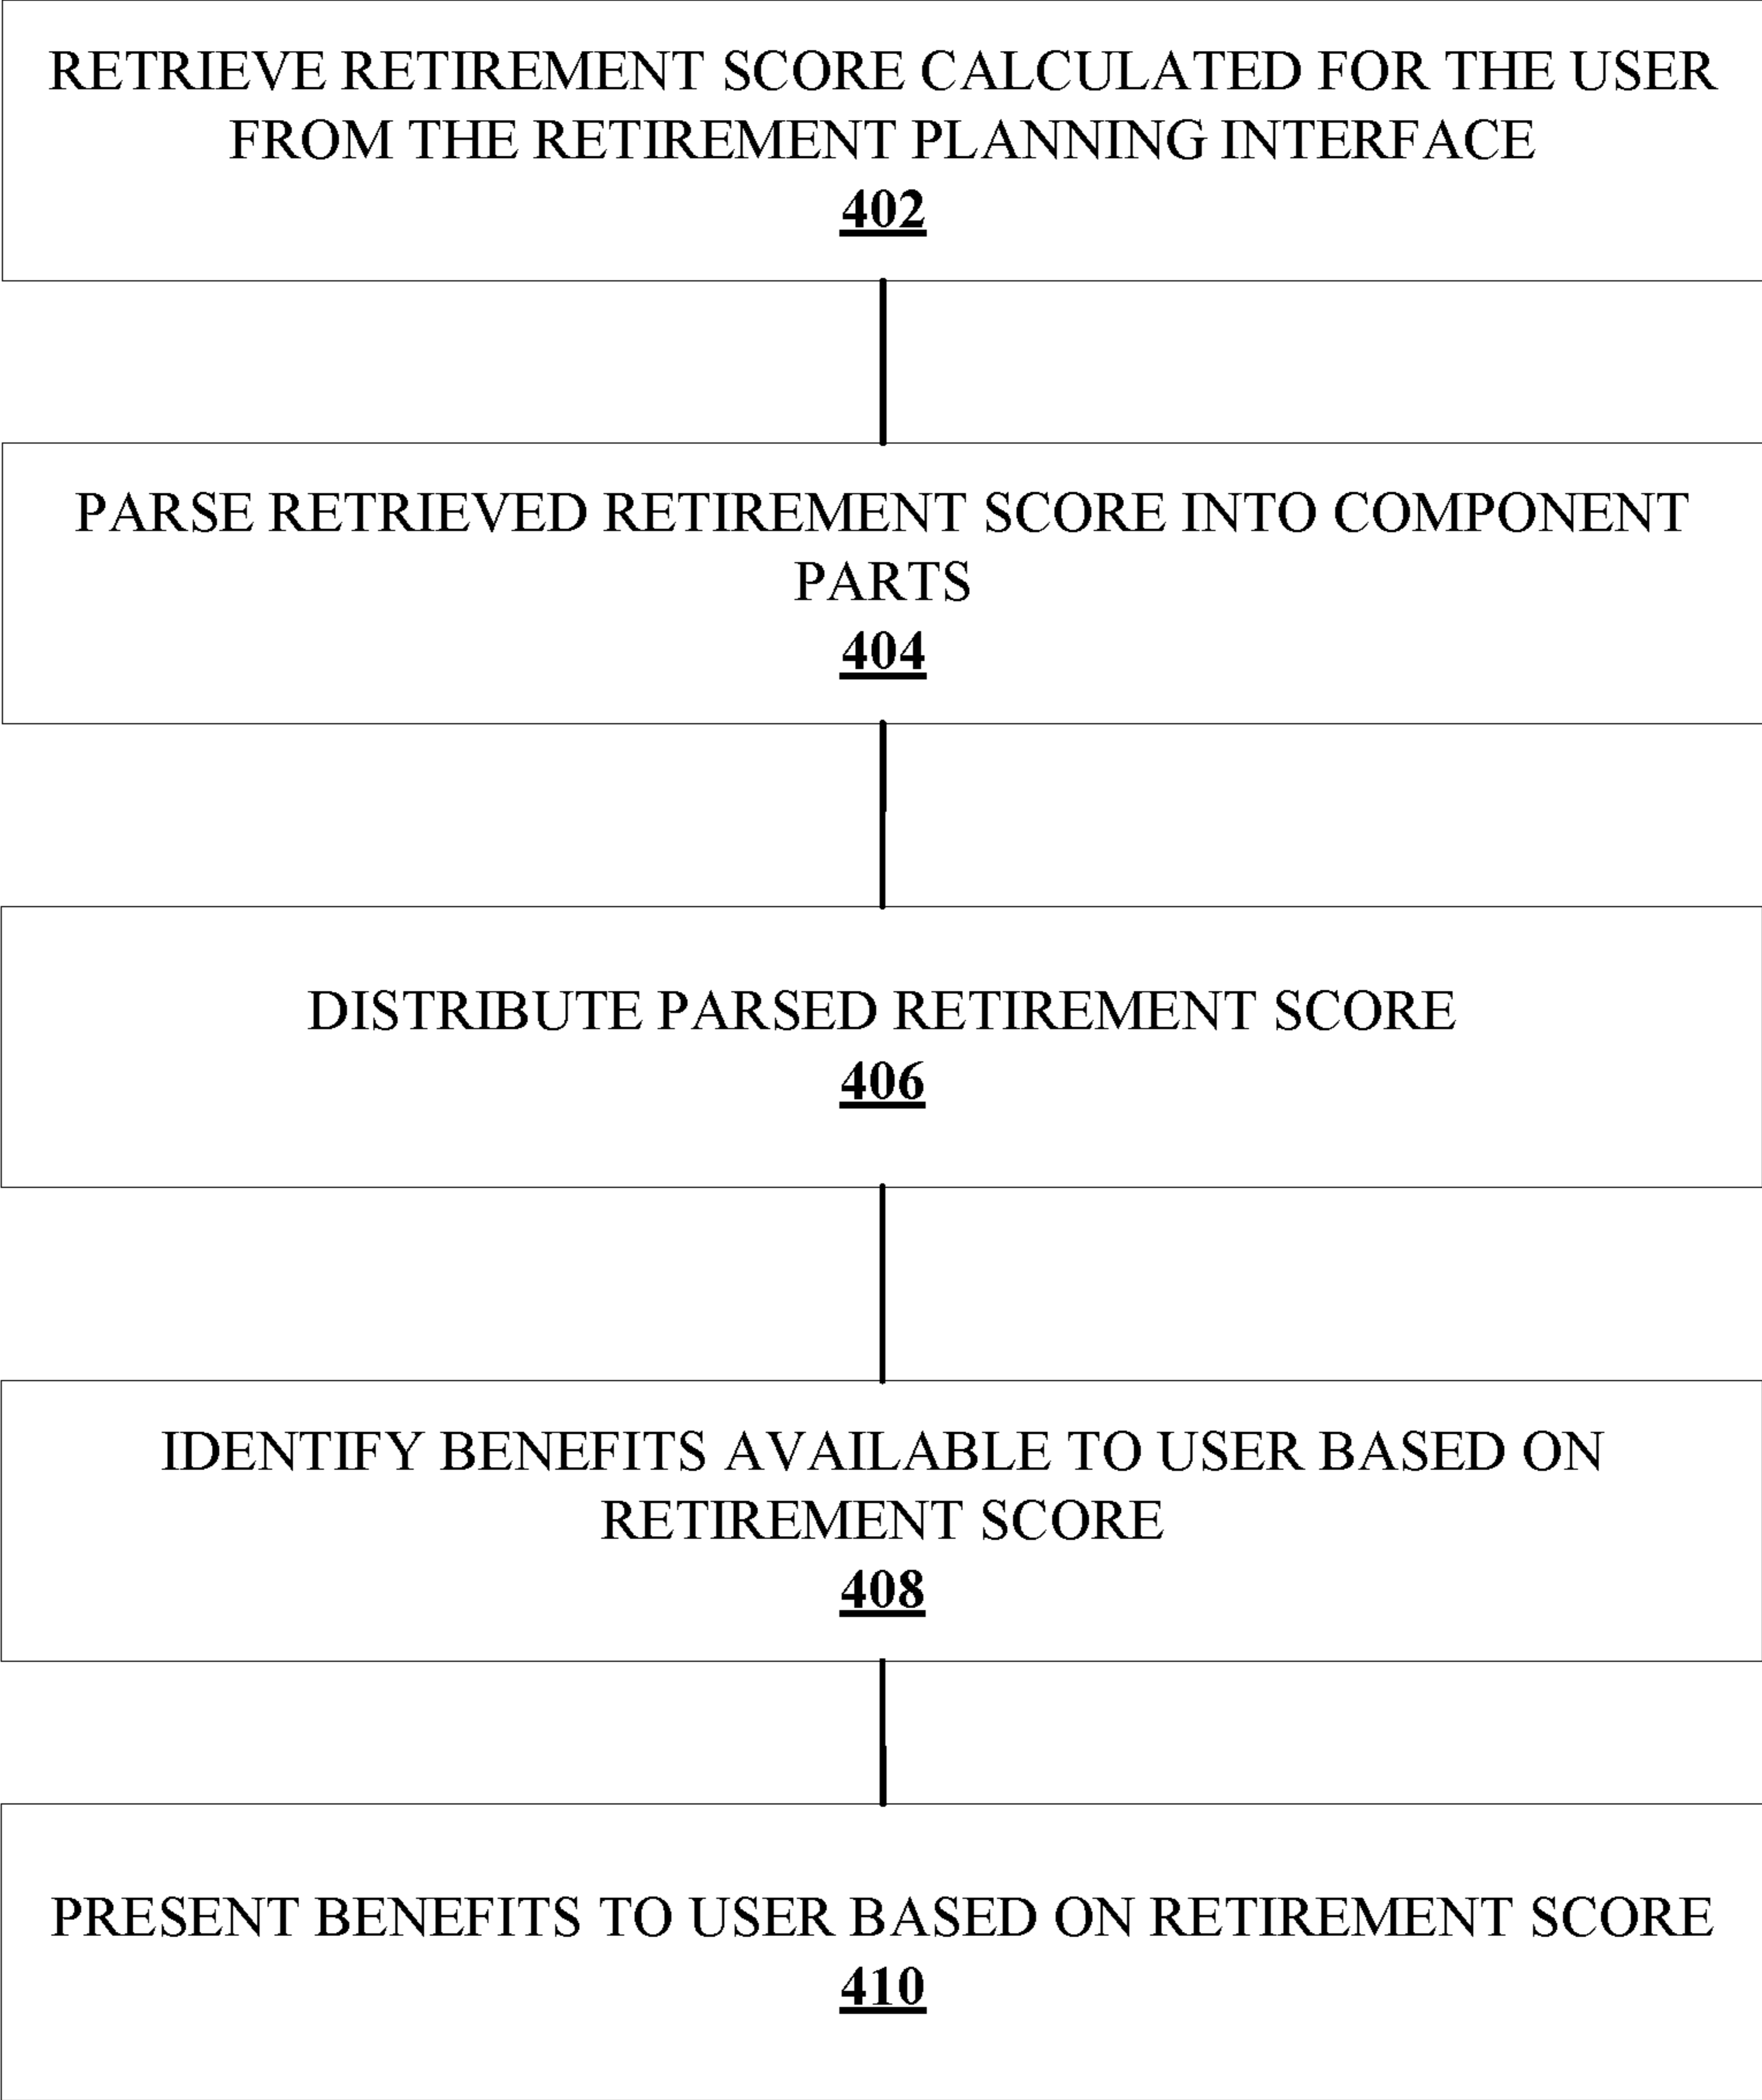 RETRIEVE RETIREMENT SCORE CALCULATED FOR THE USER
FROM THE RETIREMENT PLANNING INTERFACE
402
PARSE RETRIEVED RETIREMENT SCORE INTO COMPONENT
PARTS
404
DISTRIBUTE PARSED RETIREMENT SCORE
406
IDENTIFY BENEFITS AVAILABLE TO USER BASED ON
RETIREMENT SCORE
408
PRESENT BENEFITS TO USER BASED ON RETIREMENT SCORE
410